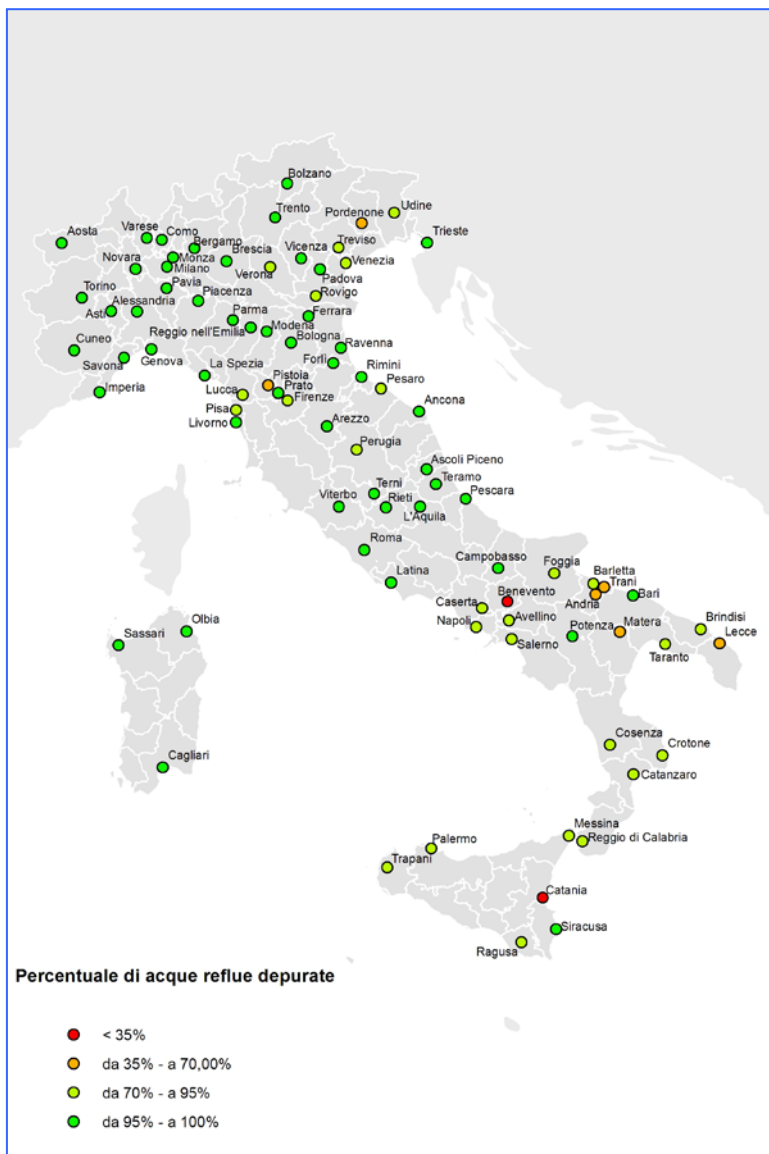 Bolzano
Udine
Pordenone
Trento
Trieste
Treviso
Aosta
Varese
Como
Bergamo
Brescia
Vicenza
Venezia
Novara
Monza
Milano
Verona
Padova
Torino
Pavia
Rovigo
Asti
Alessandria
Piacenza
Parma
Ferrara
Cuneo
Reggio nell'Emilia
Modena
Bologna
Ravenna
Savona
Genova
La Spezia
Forlì
Rimini
Imperia
Pistoia
Prato
Pesaro
Lucca
Firenze
Pisa
Ancona
Livorno
Arezzo
Perugia
Ascoli Piceno
Terni
Teramo
Viterbo
Rieti
Pescara
L'Aquila
Roma
Campobasso
Foggia
Latina
Barletta
Trani
Benevento
Bari
Caserta
Andria
Olbia
Avellino
Brindisi
Sassari
Napoli
Potenza
Matera
Lecce
Salerno
Taranto
Cosenza
Crotone
Cagliari
Catanzaro
Messina
Palermo
Reggio di Calabria
Trapani
Catania
Siracusa
Ragusa
Percentuale di acque reflue depurate
< 35%
da 35% - a 70,00%
da 70% - a 95%
da 95% - a 100%